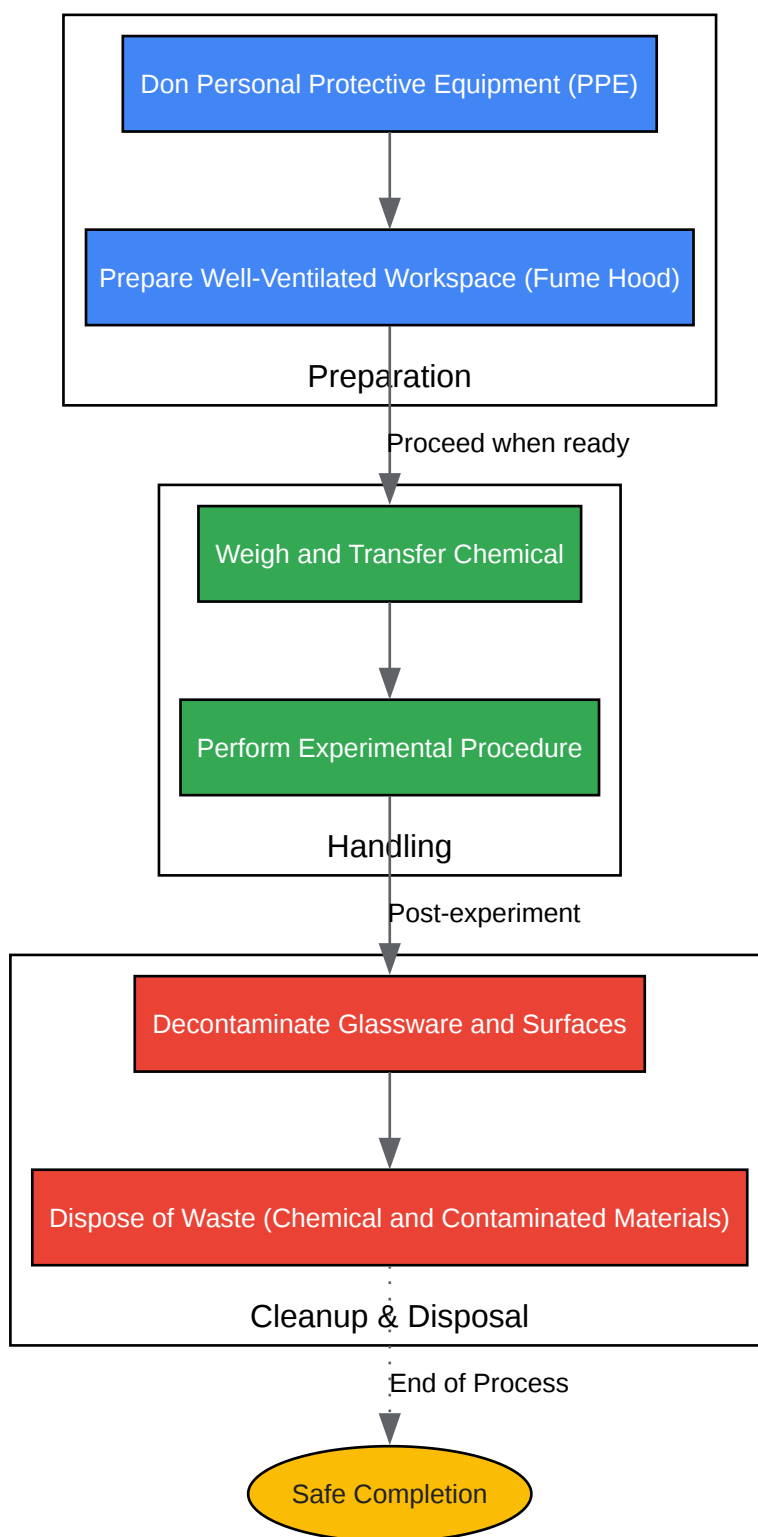 Don Personal Protective Equipment (PPE)
Prepare Well-Ventilated Workspace (Fume Hood)
Preparation
Proceed when ready
Weigh and Transfer Chemical
Perform Experimental Procedure
Handling
Post-experiment
Decontaminate Glassware and Surfaces
Dispose of Waste (Chemical and Contaminated Materials)
Cleanup & Disposal
End of Process
Safe Completion